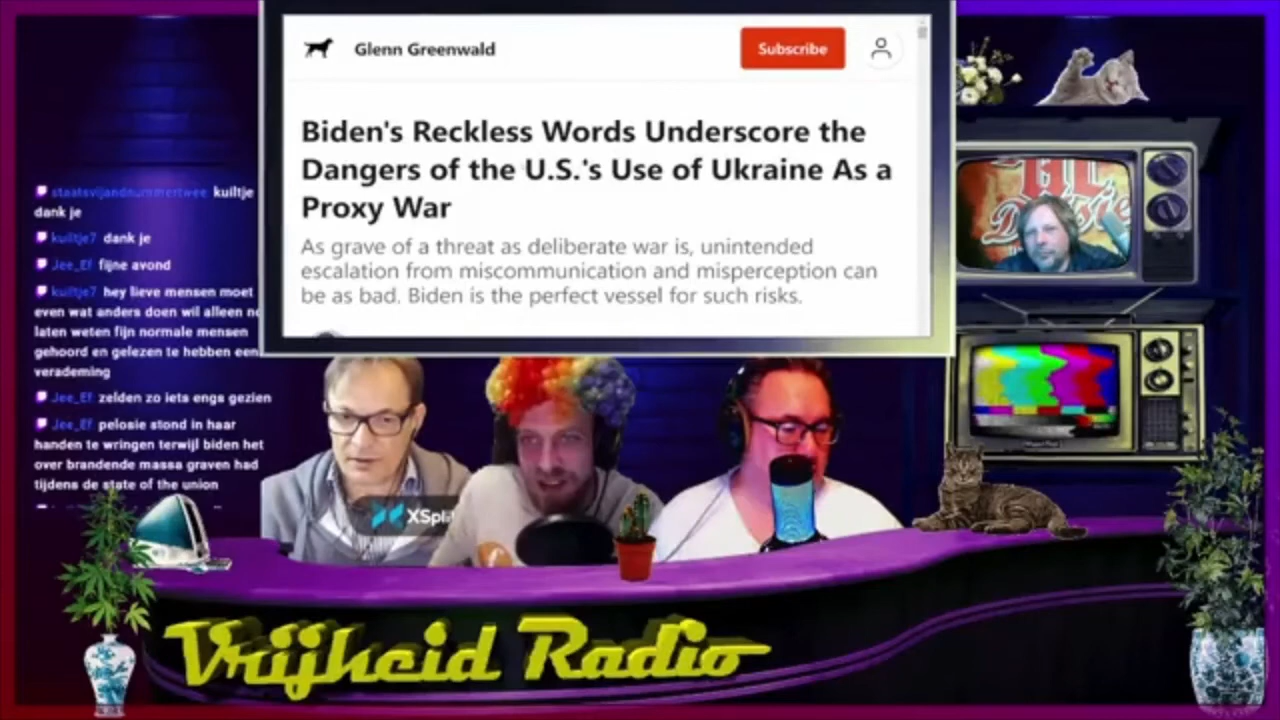 Glenn Greenwald
Subscribe
Biden's Reckless Words Underscore the
Dangers of the U.S.'s Use of Ukraine As a
Proxy War
As grave of a threat as deliberate war is, unintended
escalation from miscommunication and misperception can
be as bad. Biden is the perfect vessel for such risks.
staatsvijandnummertwee kuiltje
dank je
kuiltje7 dank je
Jee_Ef fijne avond
kuiltje7 hey lieve mensen moet
even wat anders doen wil alleen
laten weten fijn normale mensen
gehoord en gelezen te hebben een
verademing
Jee_Ef zelden zo iets engs gezien
Jee_Ef pelosie stond in haar
handen te wringen terwijl biden het
over brandende massa graven had
tijdens de state of the union
XSplit
Vrijheid Radio